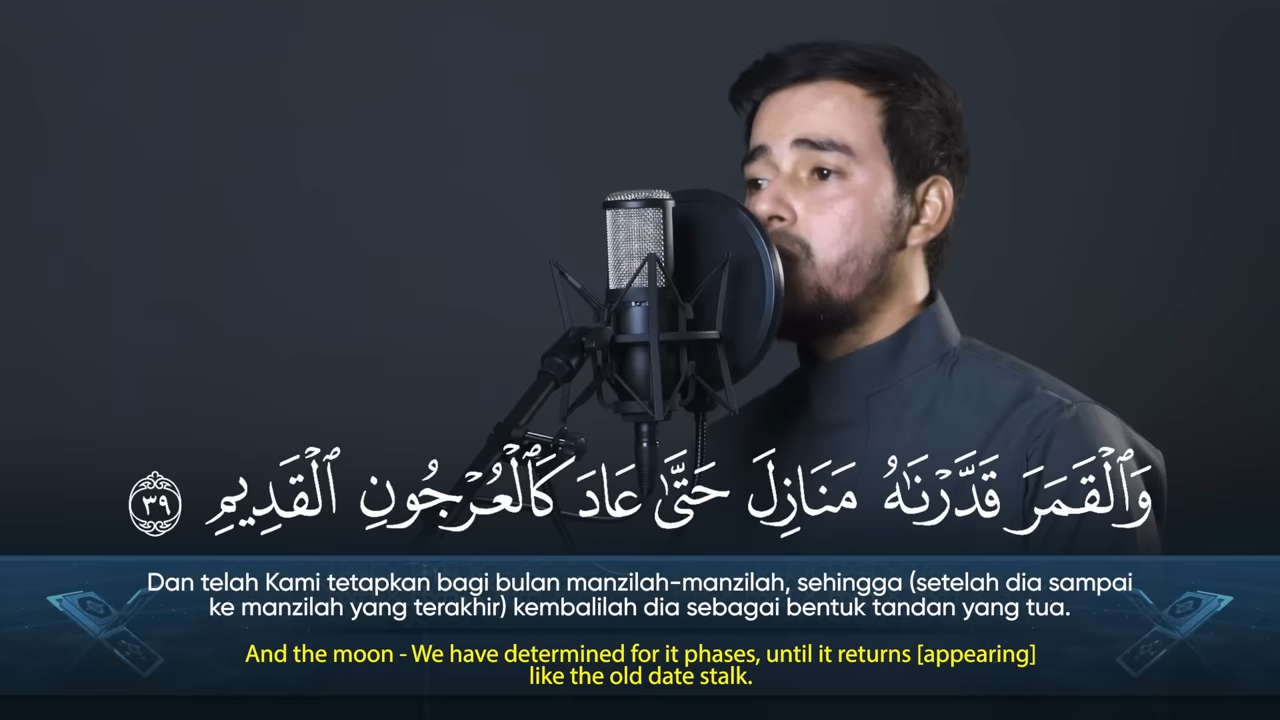 وَٱلْقَمَرَ قَدَّرْنَـٰهُ مَنَازِلَ حَتَّىٰ عَادَ كَٱلْعُرْجُونِ ٱلْقَدِيمِ ٣٩
Dan telah Kami tetapkan bagi bulan manzilah-manzilah, sehingga (setelah dia sampai
ke manzilah yang terakhir) kembalilah dia sebagai bentuk tandan yang tua.
And the moon - We have determined for it phases, until it returns [appearing]
like the old date stalk.